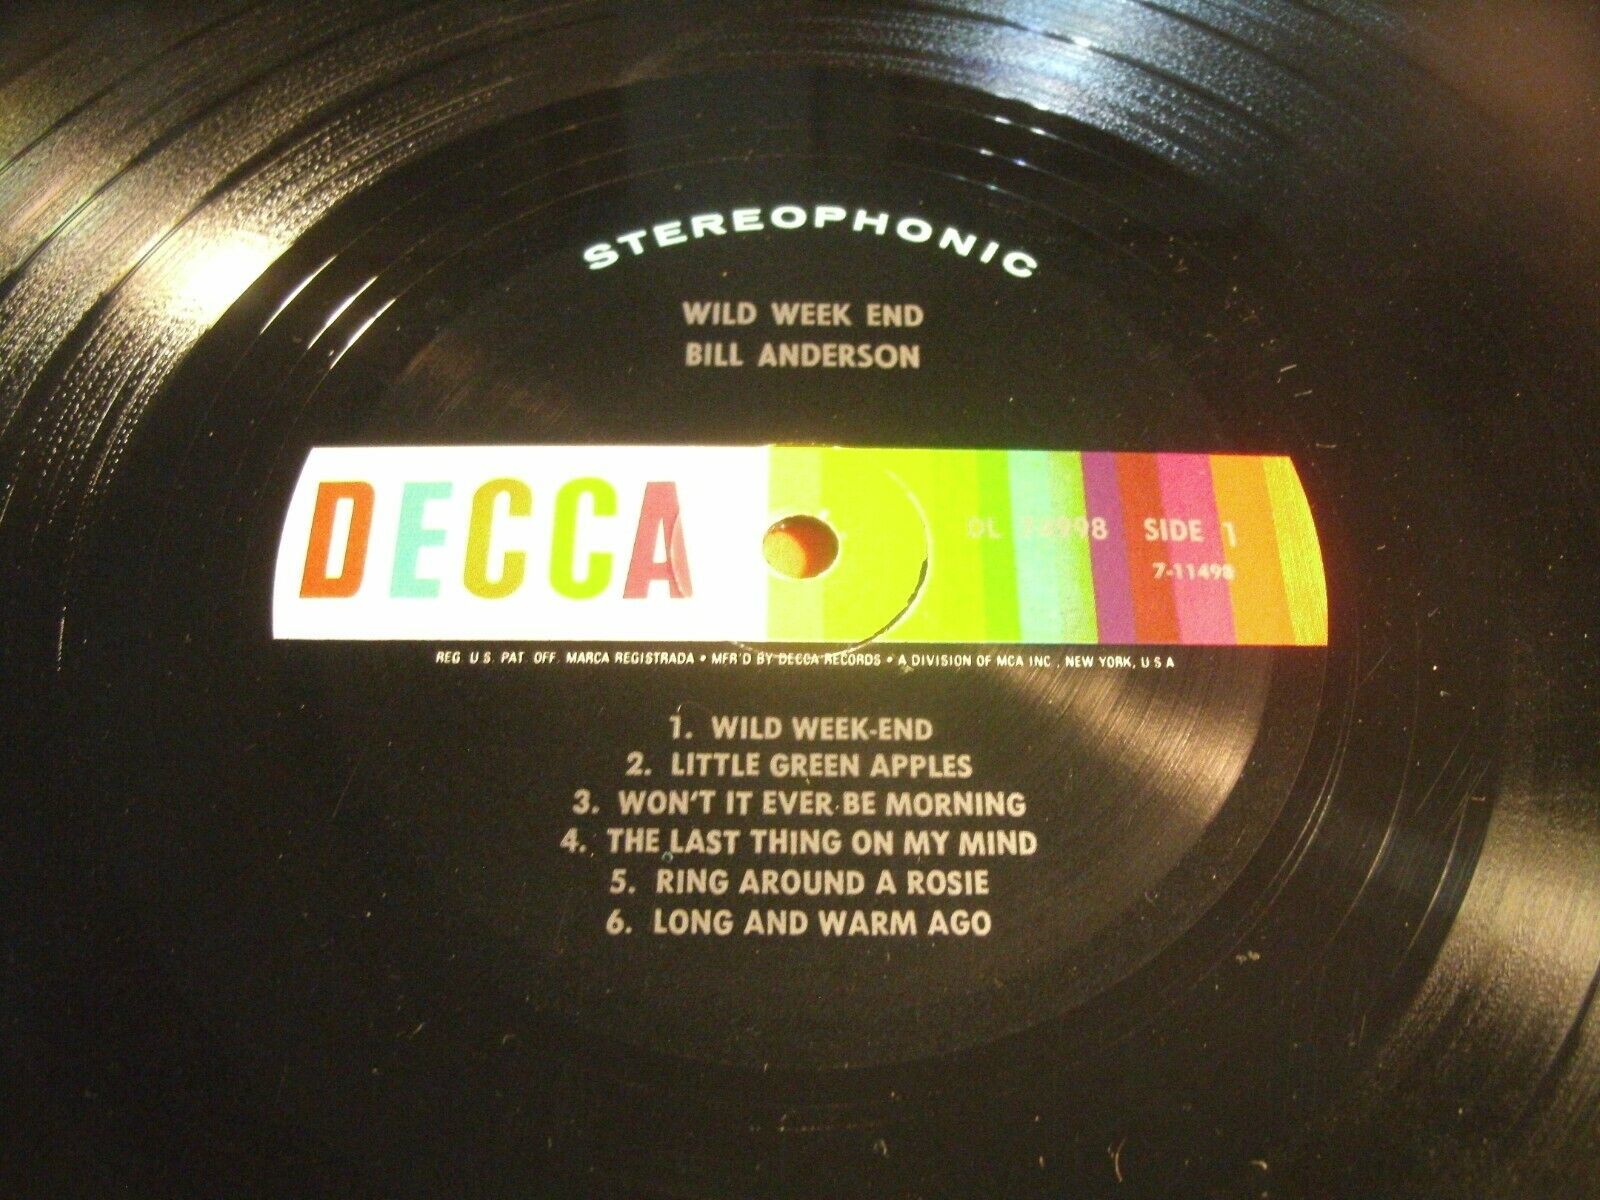 STEREOPHONIC
WILD WEEK END
BILL ANDERSON
DECCA
DL 74998 SIDE 1
7-11498
REG. U.S. PAT. OFF. MARCA REGISTRADA • MFR'D BY DECCA RECORDS • A DIVISION OF MCA INC., NEW YORK, U.S.A
1. WILD WEEK-END
2. LITTLE GREEN APPLES
3. WON'T IT EVER BE MORNING
4. THE LAST THING ON MY MIND
5. RING AROUND A ROSIE
6. LONG AND WARM AGO